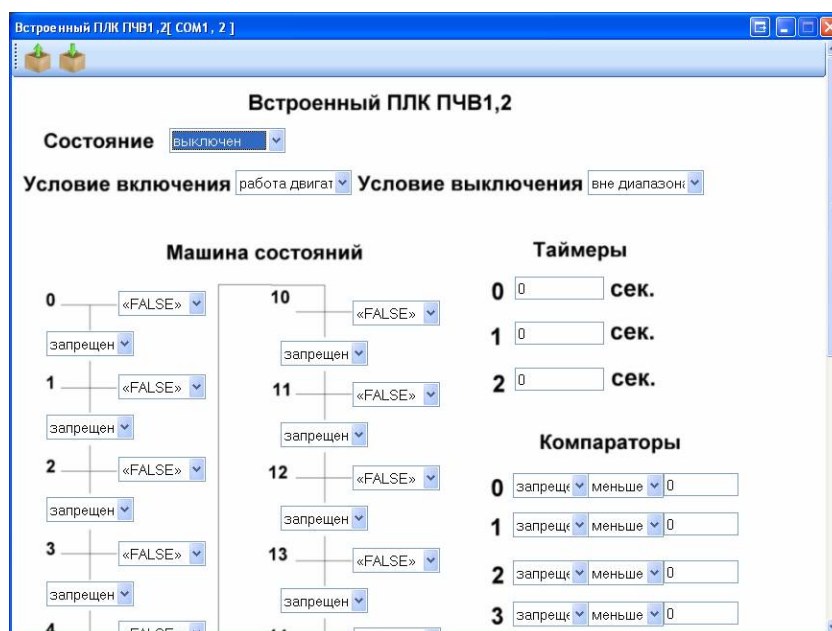 Встроенный ПЛК ПЧВ1,2[ COM1, 2 ]
Встроенный ПЛК ПЧВ1,2
Состояние выключен
Условие включения работа двигат Условие выключения вне диапазона
Машина состояний
0 «FALSE»
запрещен
1 «FALSE»
запрещен
2 «FALSE»
запрещен
3 «FALSE»
запрещен
4 «FALSE»
10 «FALSE»
запрещен
11 «FALSE»
запрещен
12 «FALSE»
запрещен
13 «FALSE»
запрещен
Таймеры
0 0 сек.
1 0 сек.
2 0 сек.
Компараторы
0 запреще меньше 0
1 запреще меньше 0
2 запреще меньше 0
3 запреще меньше 0